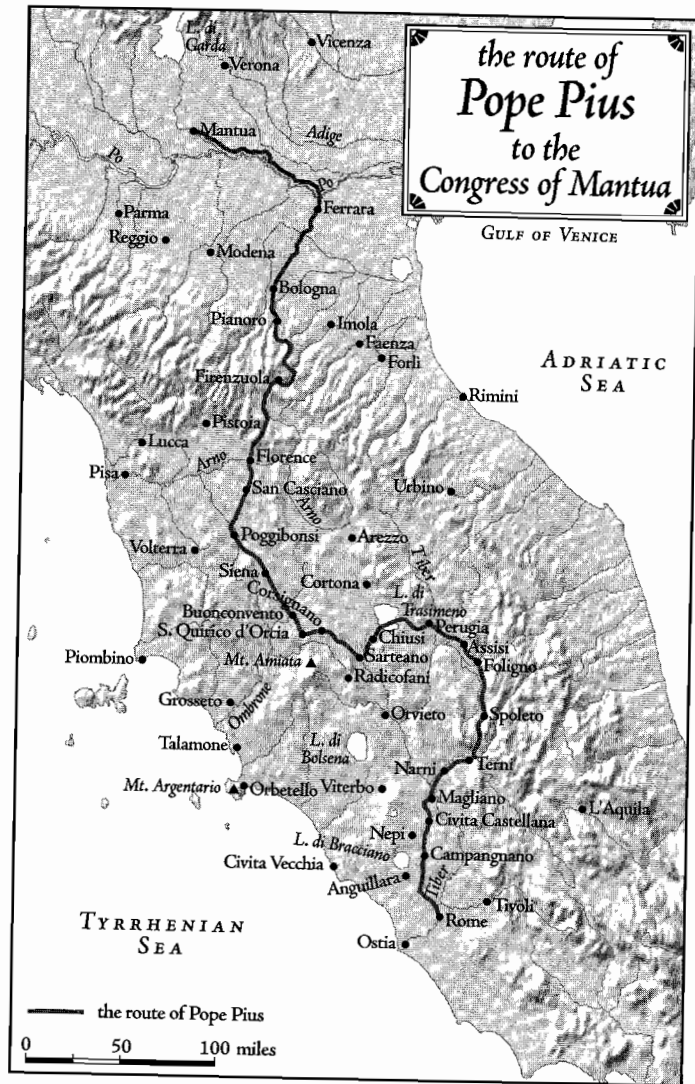 the route of
Pope Pius
to the
Congress of Mantua
L. di
Garda
Vicenza
Verona
Mantua
Adige
Po
Po
Ferrara
Parma
Reggio
Modena
GULF OF VENICE
Bologna
Pianoro
Imola
Faenza
Forli
ADRIATIC
SEA
Firenzuola
Rimini
Pistoia
Lucca
Arno
Florence
Pisa
San Casciano
Urbino
Arno
Poggibonsi
Arezzo
Volterra
Tiber
Siena
Cortona
Corsignano
L. di
Trasimeno
Buonconvento
Perugia
S. Quirico d'Orcia
Chiusi
Assisi
Piombino
Mt. Amiata
Sarteano
Foligno
Radicofani
Grosseto
Ombrone
Orvieto
Spoleto
Talamone
L. di
Bolsena
Narni
Terni
Mt. Argentario
Orbetello
Viterbo
Magliano
L'Aquila
Civita Castellana
Nepi
L. di Bracciano
Campangnano
Civita Vecchia
Anguillara
Tiber
Tivoli
Rome
TYRRHENIAN
SEA
Ostia
the route of Pope Pius
0 50 100 miles